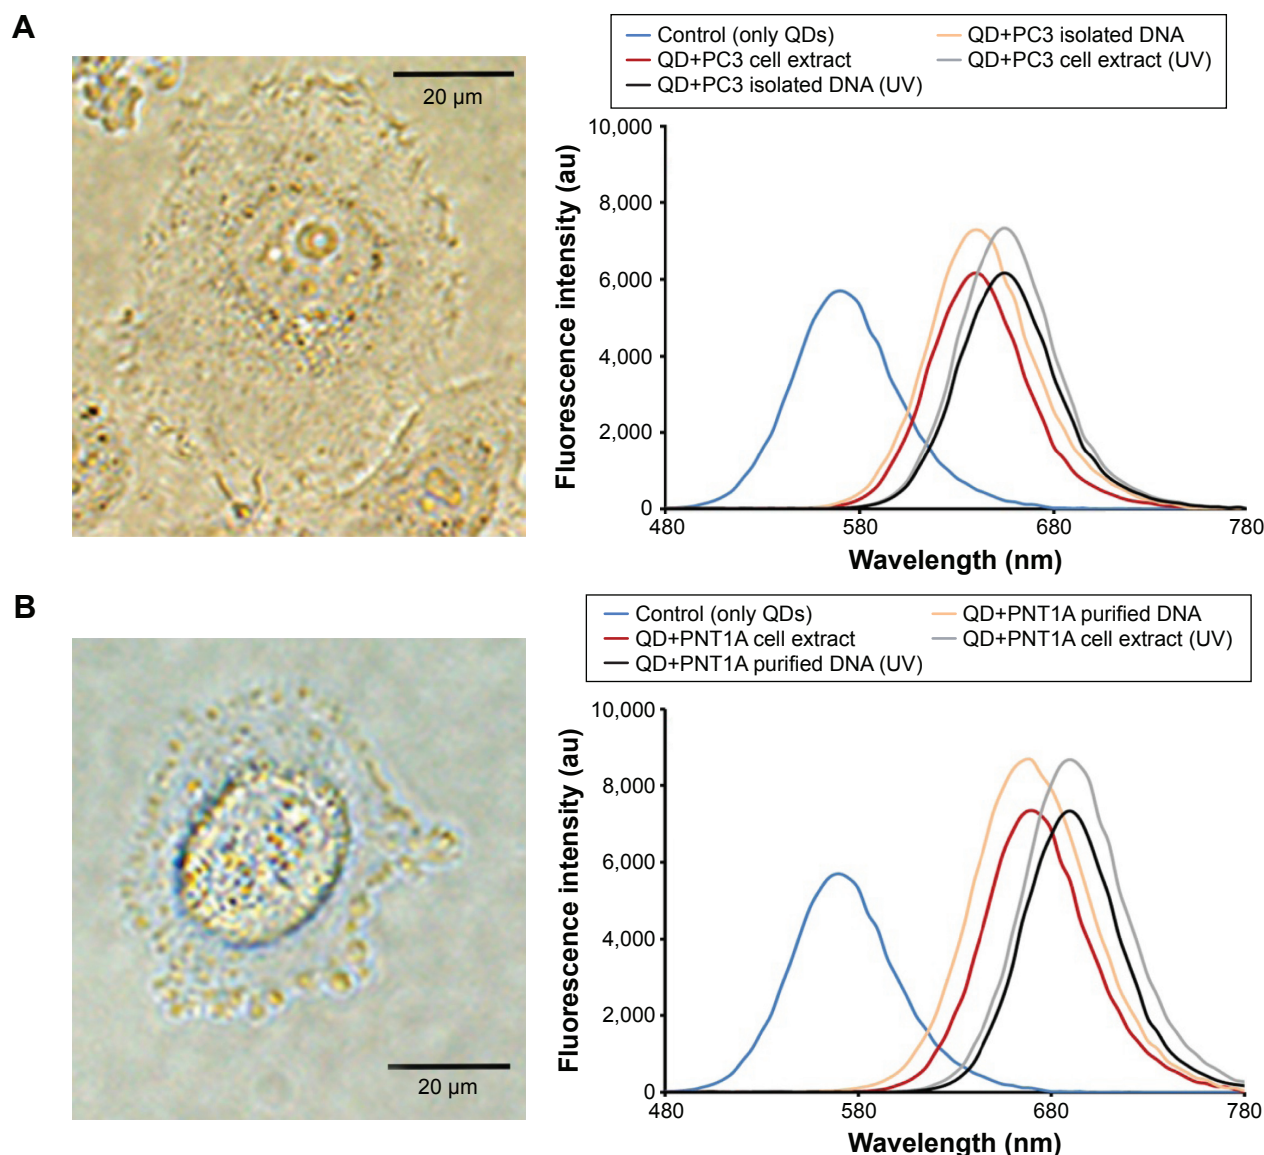 A
20 µm
Control (only QDs)
QD+PC3 isolated DNA
QD+PC3 cell extract
QD+PC3 cell extract (UV)
QD+PC3 isolated DNA (UV)
Fluorescence intensity (au)
10,000
8,000
6,000
4,000
2,000
0
480 580 680 780
Wavelength (nm)
B
20 µm
Control (only QDs)
QD+PNT1A purified DNA
QD+PNT1A cell extract
QD+PNT1A cell extract (UV)
QD+PNT1A purified DNA (UV)
Fluorescence intensity (au)
10,000
8,000
6,000
4,000
2,000
0
480 580 680 780
Wavelength (nm)